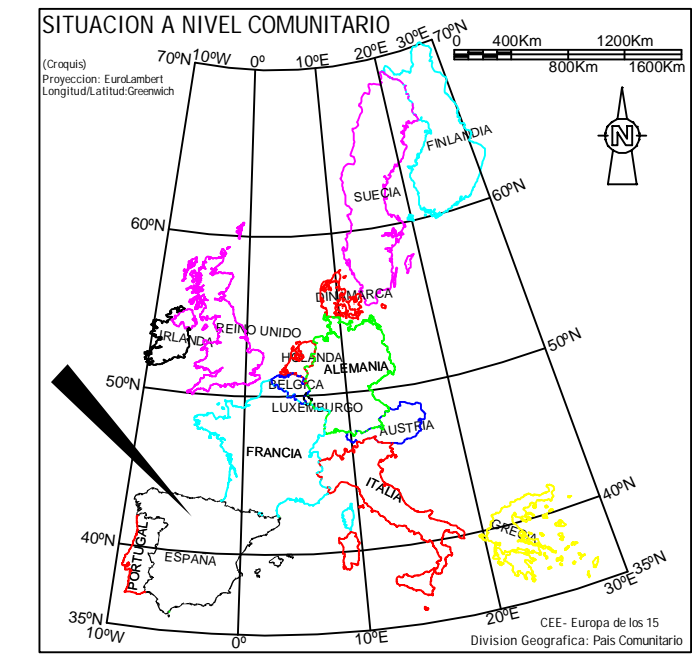 SITUACION A NIVEL COMUNITARIO
(Croquis)
Proyeccion: EuroLambert
Longitud/Latitud:Greenwich
70ºN 10ºW 0º 10ºE 20ºE 30ºE 70ºN
0 400Km 1200Km
800Km 1600Km
N
FINLANDIA
SUECIA
60ºN
60ºN
DINAMARCA
REINO UNIDO
IRLANDA
50ºN
HOLANDA
ALEMANIA
BELGICA
50ºN
LUXEMBURGO
AUSTRIA
FRANCIA
ITALIA
40ºN
GRECIA
40ºN
PORTUGAL
ESPANA
35ºN
30ºE
35ºN
10ºW
0º
10ºE
20ºE
CEE- Europa de los 15
Division Geografica: Pais Comunitario